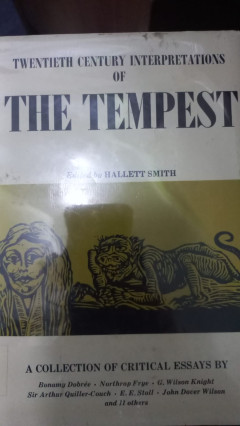 TWENTIETH CENTURY INTERPRETATIONS
OF
THE TEMPEST
Edited by HALLETT SMITH
A COLLECTION OF CRITICAL ESSAYS BY
Bonamy Dobrée • Northrop Frye • G. Wilson Knight
Sir Arthur Quiller-Couch • E. E. Stoll • John Dover Wilson
and 11 others